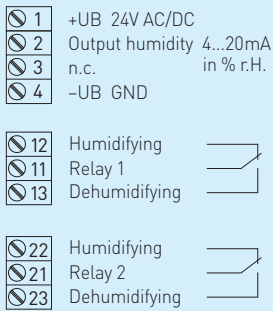 1 +UB 24V AC/DC
2 Output humidity 4...20mA
3 n.c. in % r.H.
4 –UB GND
12 Humidifying
11 Relay 1
13 Dehumidifying
22 Humidifying
21 Relay 2
23 Dehumidifying